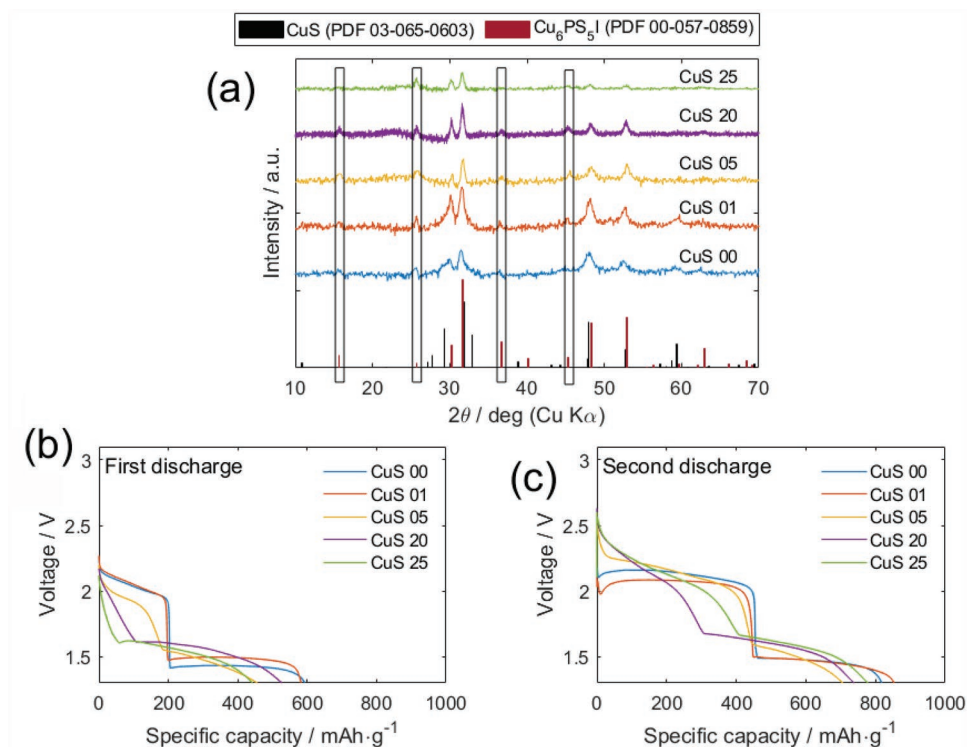 CuS (PDF 03-065-0603) Cu₆PS₅I (PDF 00-057-0859)
(a)
CuS 25
CuS 20
CuS 05
CuS 01
CuS 00
Intensity / a.u.
10 20 30 40 50 60 70
2θ / deg (Cu Kα)
(b)
First discharge
CuS 00
CuS 01
CuS 05
CuS 20
CuS 25
Voltage / V
3
2.5
2
1.5
0 200 400 600 800 1000
Specific capacity / mAh·g⁻¹
(c)
Second discharge
CuS 00
CuS 01
CuS 05
CuS 20
CuS 25
Voltage / V
3
2.5
2
1.5
0 200 400 600 800 1000
Specific capacity / mAh·g⁻¹